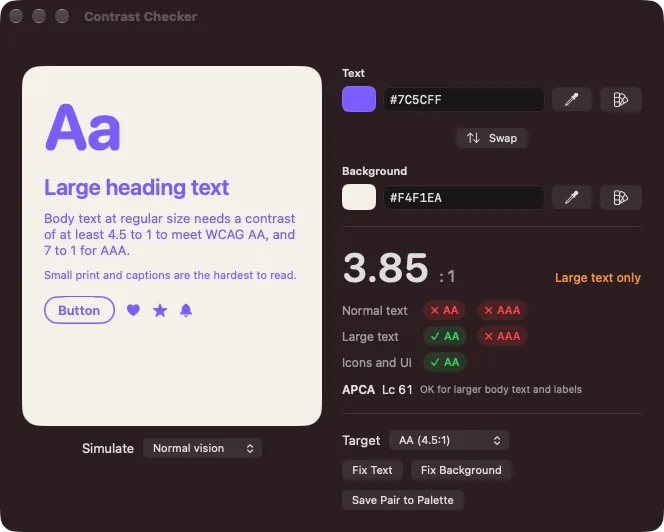 Contrast Checker
Aa
Large heading text
Body text at regular size needs a contrast
of at least 4.5 to 1 to meet WCAG AA, and
7 to 1 for AAA.
Small print and captions are the hardest to read.
Button
Simulate Normal vision
Text
#7C5CFF
Swap
Background
#F4F1EA
3.85 :1 Large text only
Normal text AA AAA
Large text AA AAA
Icons and UI AA
APCA Lc 61 OK for larger body text and labels
Target AA (4.5:1)
Fix Text Fix Background
Save Pair to Palette